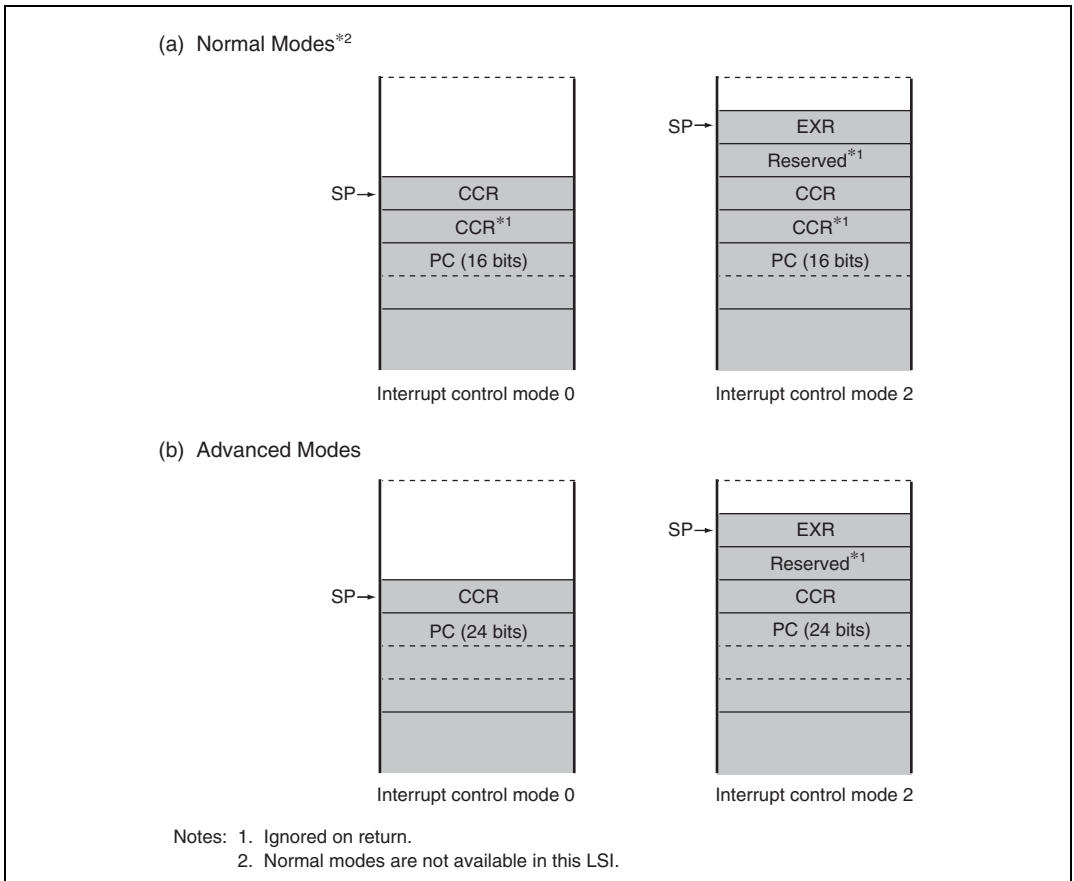 (a) Normal Modes*2
SP→ CCR
CCR*1
PC (16 bits)
Interrupt control mode 0
SP→ EXR
Reserved*1
CCR
CCR*1
PC (16 bits)
Interrupt control mode 2
(b) Advanced Modes
SP→ CCR
PC (24 bits)
Interrupt control mode 0
SP→ EXR
Reserved*1
CCR
PC (24 bits)
Interrupt control mode 2
Notes: 1. Ignored on return.
2. Normal modes are not available in this LSI.